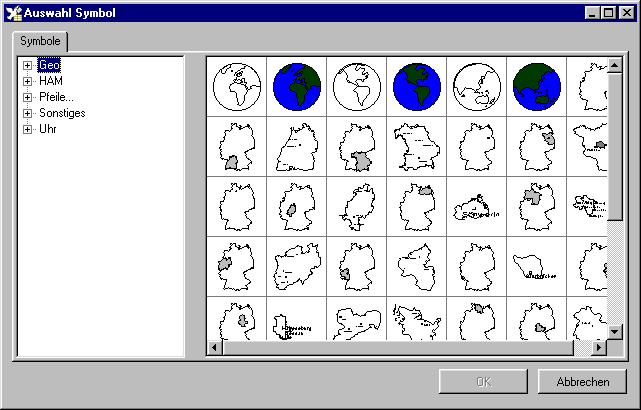 Auswahl Symbol
Symbole
Geo
HAM
Pfeile...
Sonstiges
Uhr
OK
Abbrechen